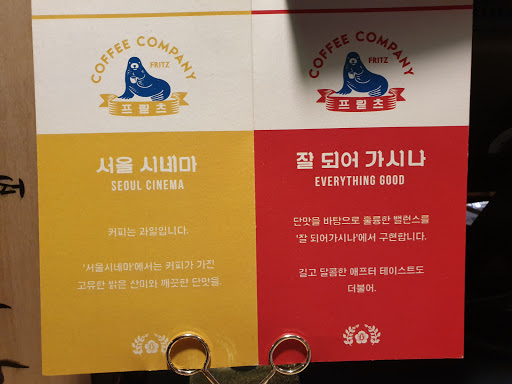 COFFEE COMPANY
FRITZ
프릳츠
서울 시네마
SEOUL CINEMA
커피는 과일입니다.
'서울시네마'에서는 커피가 가진
고유한 밝은 산미와 깨끗한 단맛을.
COFFEE COMPANY
FRITZ
프릳츠
잘 되어 가시나
EVERYTHING GOOD
단맛을 바탕으로 훌륭한 밸런스를
'잘 되어가시나'에서 구현합니다.
길고 달콤한 애프터 테이스트도
더불어.